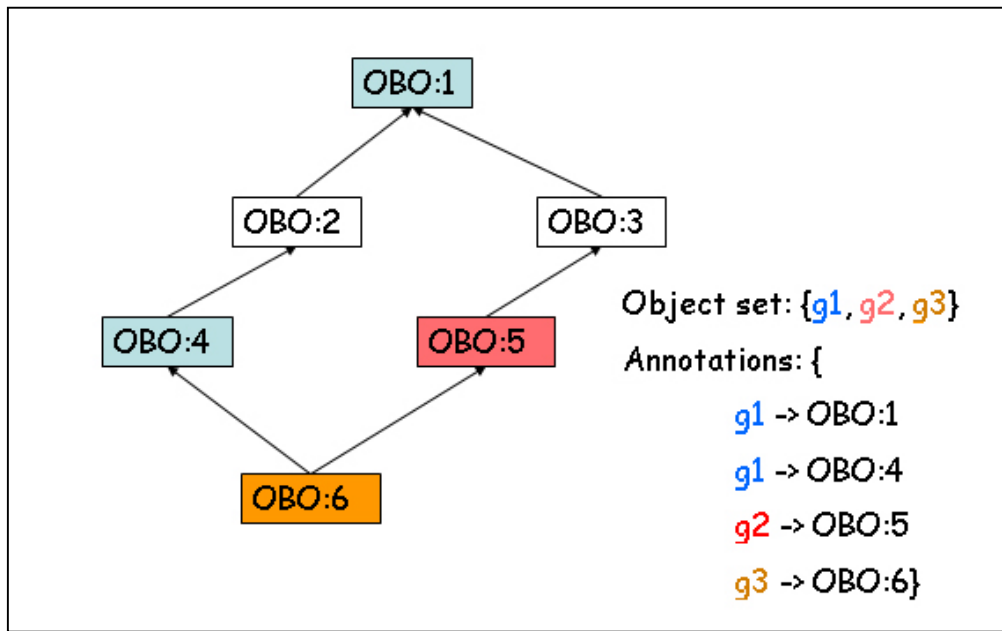 OBO:1
OBO:2
OBO:3
OBO:4
OBO:5
OBO:6
Object set: {g1, g2, g3}
Annotations: {
g1 -> OBO:1
g1 -> OBO:4
g2 -> OBO:5
g3 -> OBO:6}